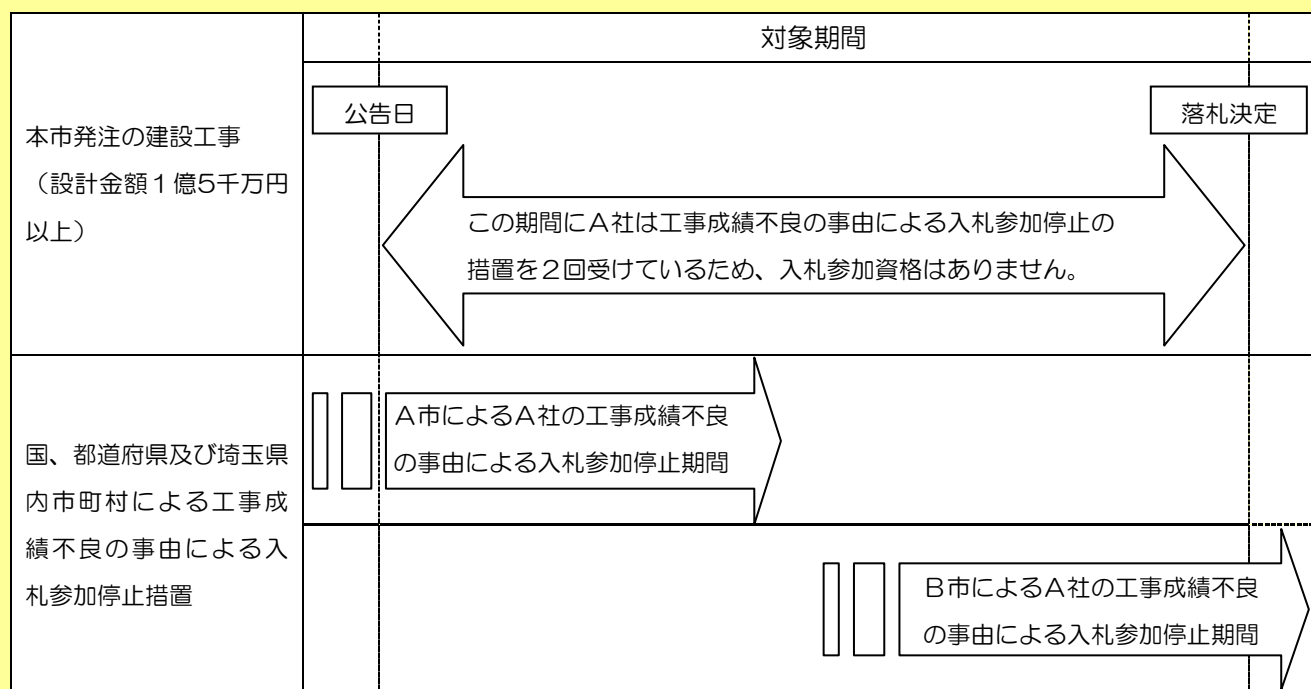 対象期間
公告日
落札決定
本市発注の建設工事
（設計金額１億5千万円
以上）
この期間にＡ社は工事成績不良の事由による入札参加停止の
措置を２回受けているため、入札参加資格はありません。
国、都道府県及び埼玉県
内市町村による工事成
績不良の事由による入
札参加停止措置
Ａ市によるＡ社の工事成績不良
の事由による入札参加停止期間
Ｂ市によるＡ社の工事成績不良
の事由による入札参加停止期間